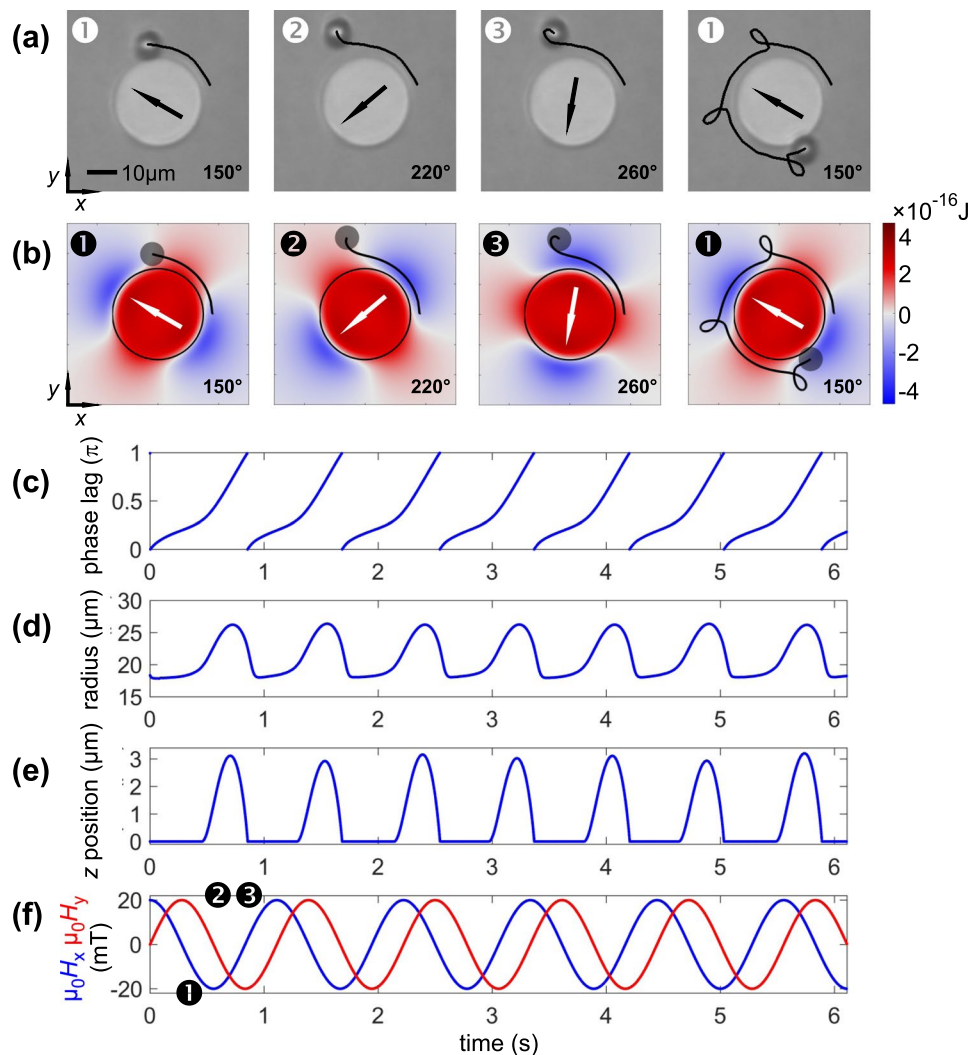 (a)
1 2 3 1
10µm
y
x
150° 220° 260° 150°
(b)
1 2 3 1
×10⁻¹⁶J
4
2
0
-2
-4
y
x
150° 220° 260° 150°
(c)
phase lag (π)
1
0.5
0
0 1 2 3 4 5 6
(d)
radius (µm)
30
25
20
15
0 1 2 3 4 5 6
(e)
z position (µm)
3
2
1
0
0 1 2 3 4 5 6
(f)
µ₀Hₓ µ₀Hᵧ
(mT)
2 3
20
0
-20
1
0 1 2 3 4 5 6
time (s)